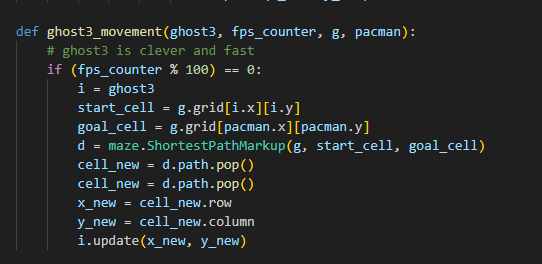 def ghost3_movement(ghost3, fps_counter, g, pacman):
    # ghost3 is clever and fast
    if (fps_counter % 100) == 0:
        i = ghost3
        start_cell = g.grid[i.x][i.y]
        goal_cell = g.grid[pacman.x][pacman.y]
        d = maze.ShortestPathMarkup(g, start_cell, goal_cell)
        cell_new = d.path.pop()
        cell_new = d.path.pop()
        x_new = cell_new.row
        y_new = cell_new.column
        i.update(x_new, y_new)